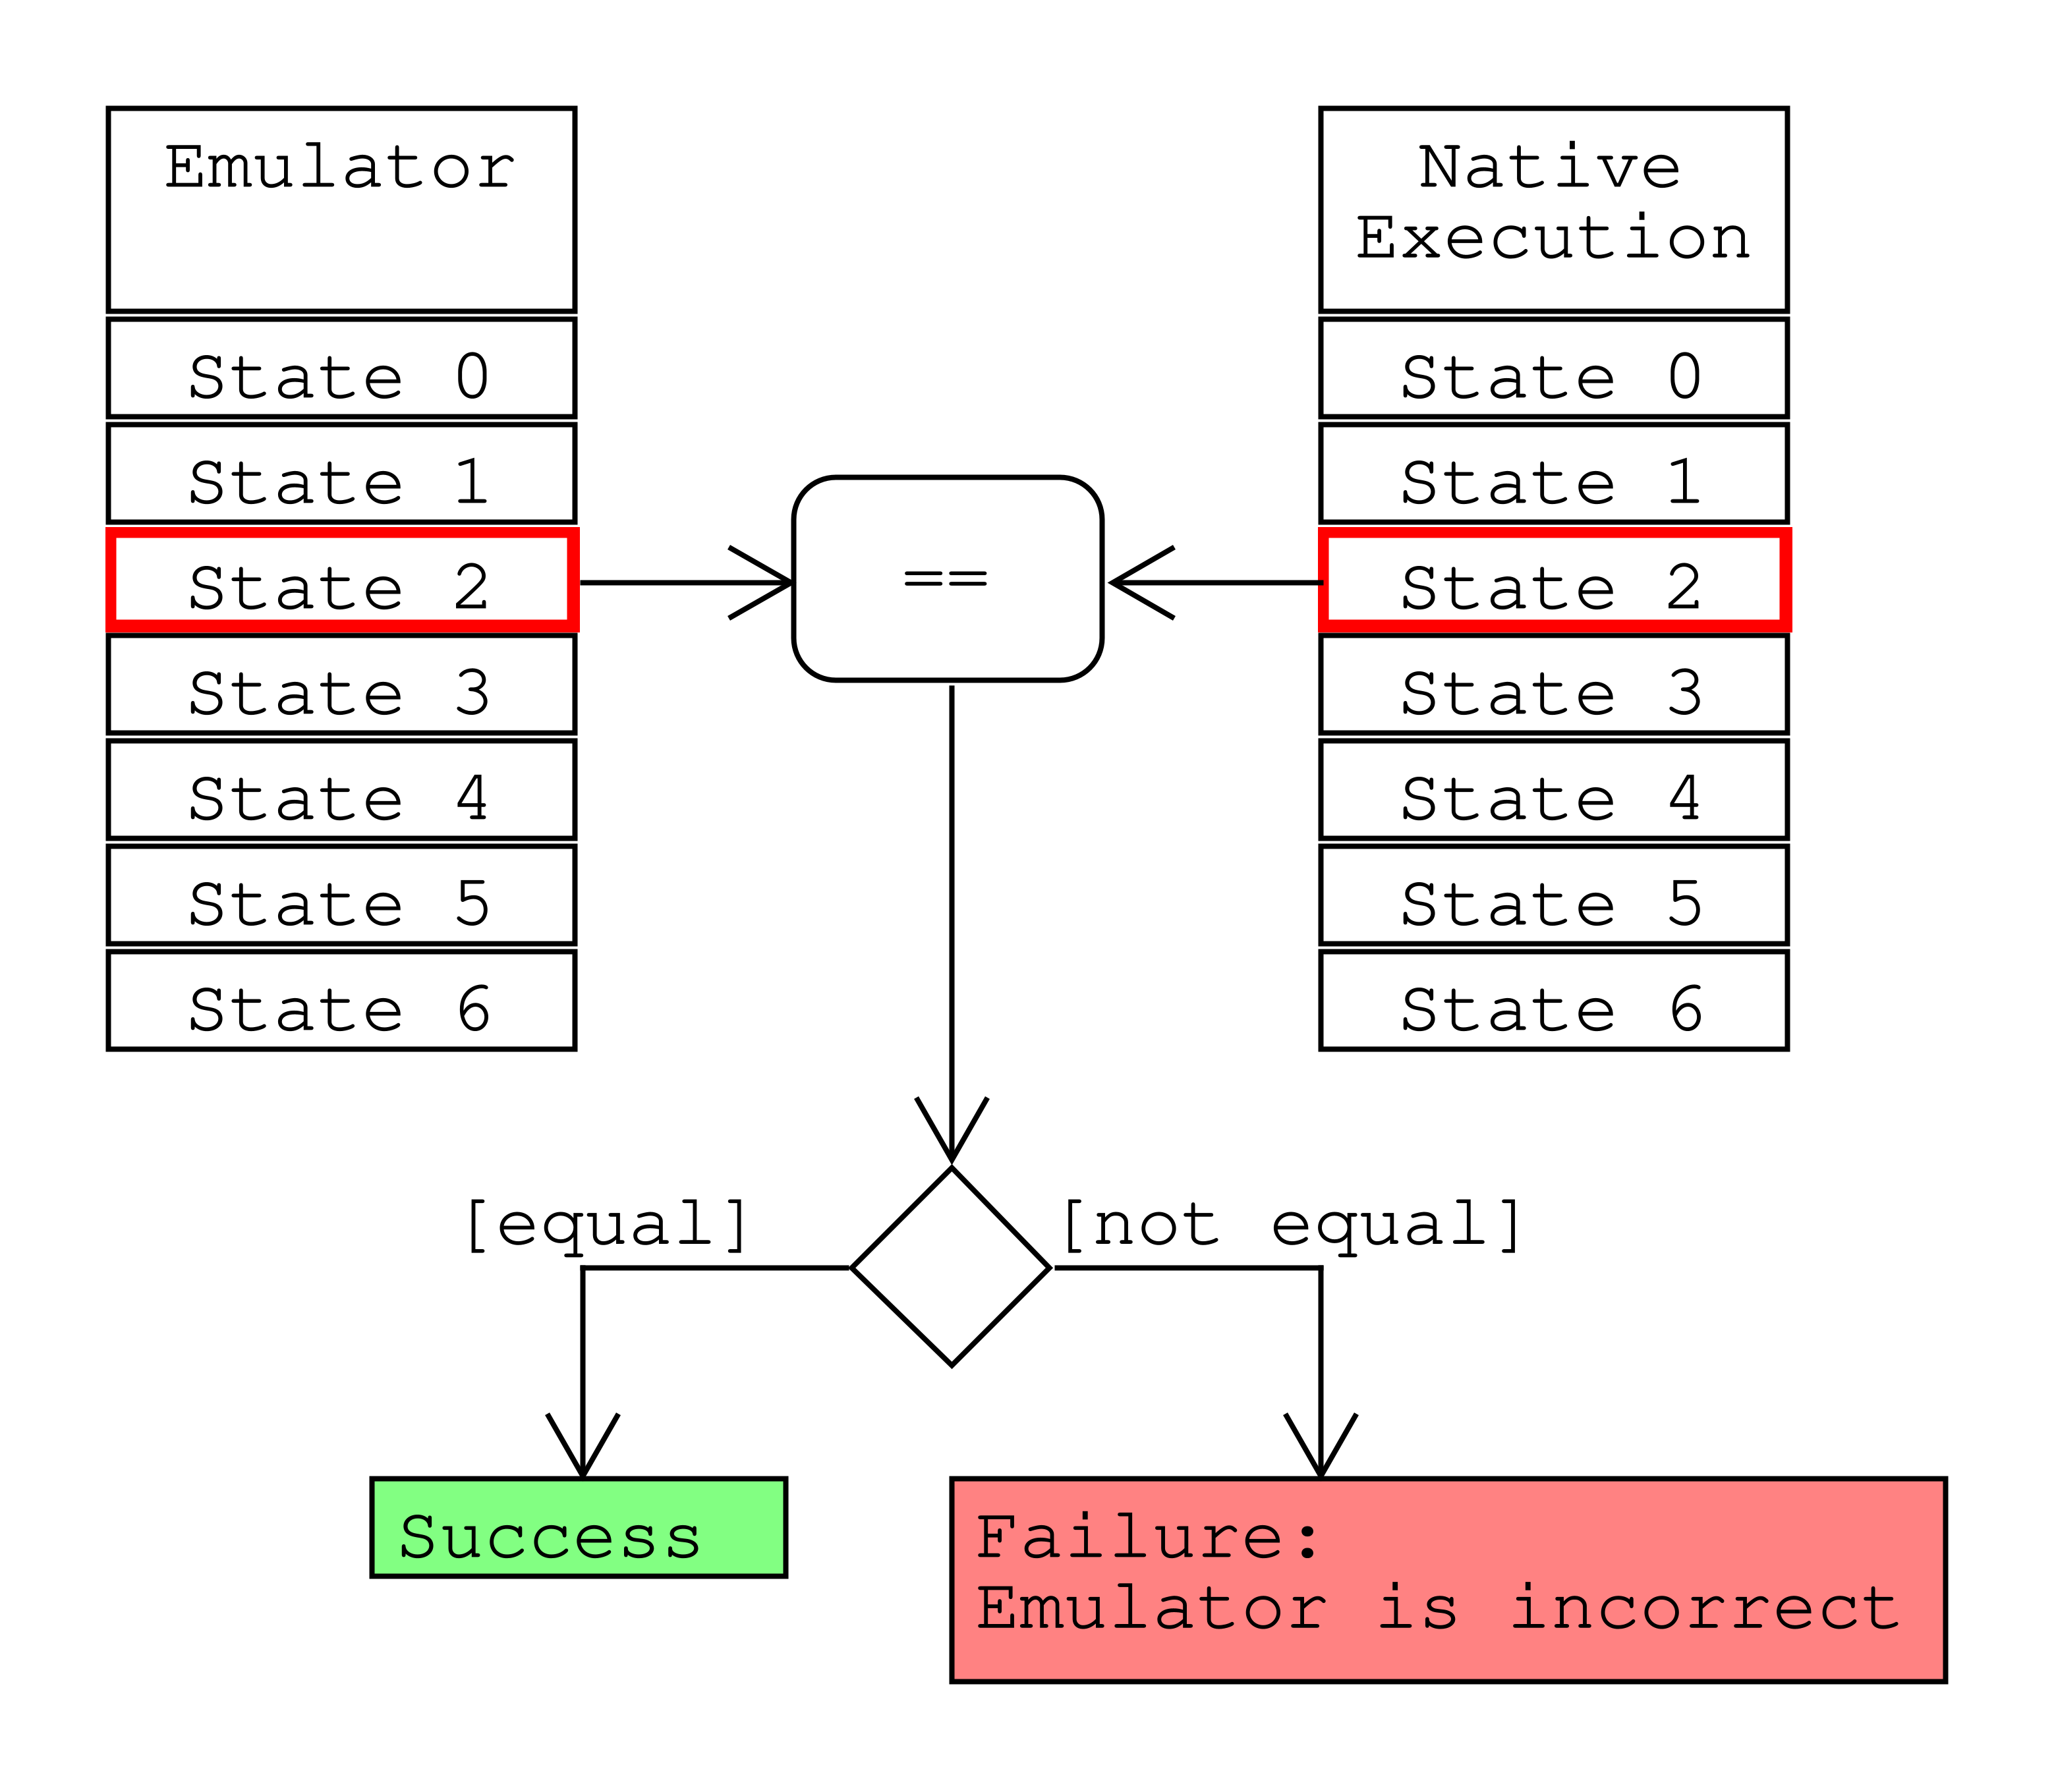 Emulator
State 0
State 1
State 2
State 3
State 4
State 5
State 6
==
Native
Execution
State 0
State 1
State 2
State 3
State 4
State 5
State 6
[equal]
[not equal]
Success
Failure:
Emulator is incorrect